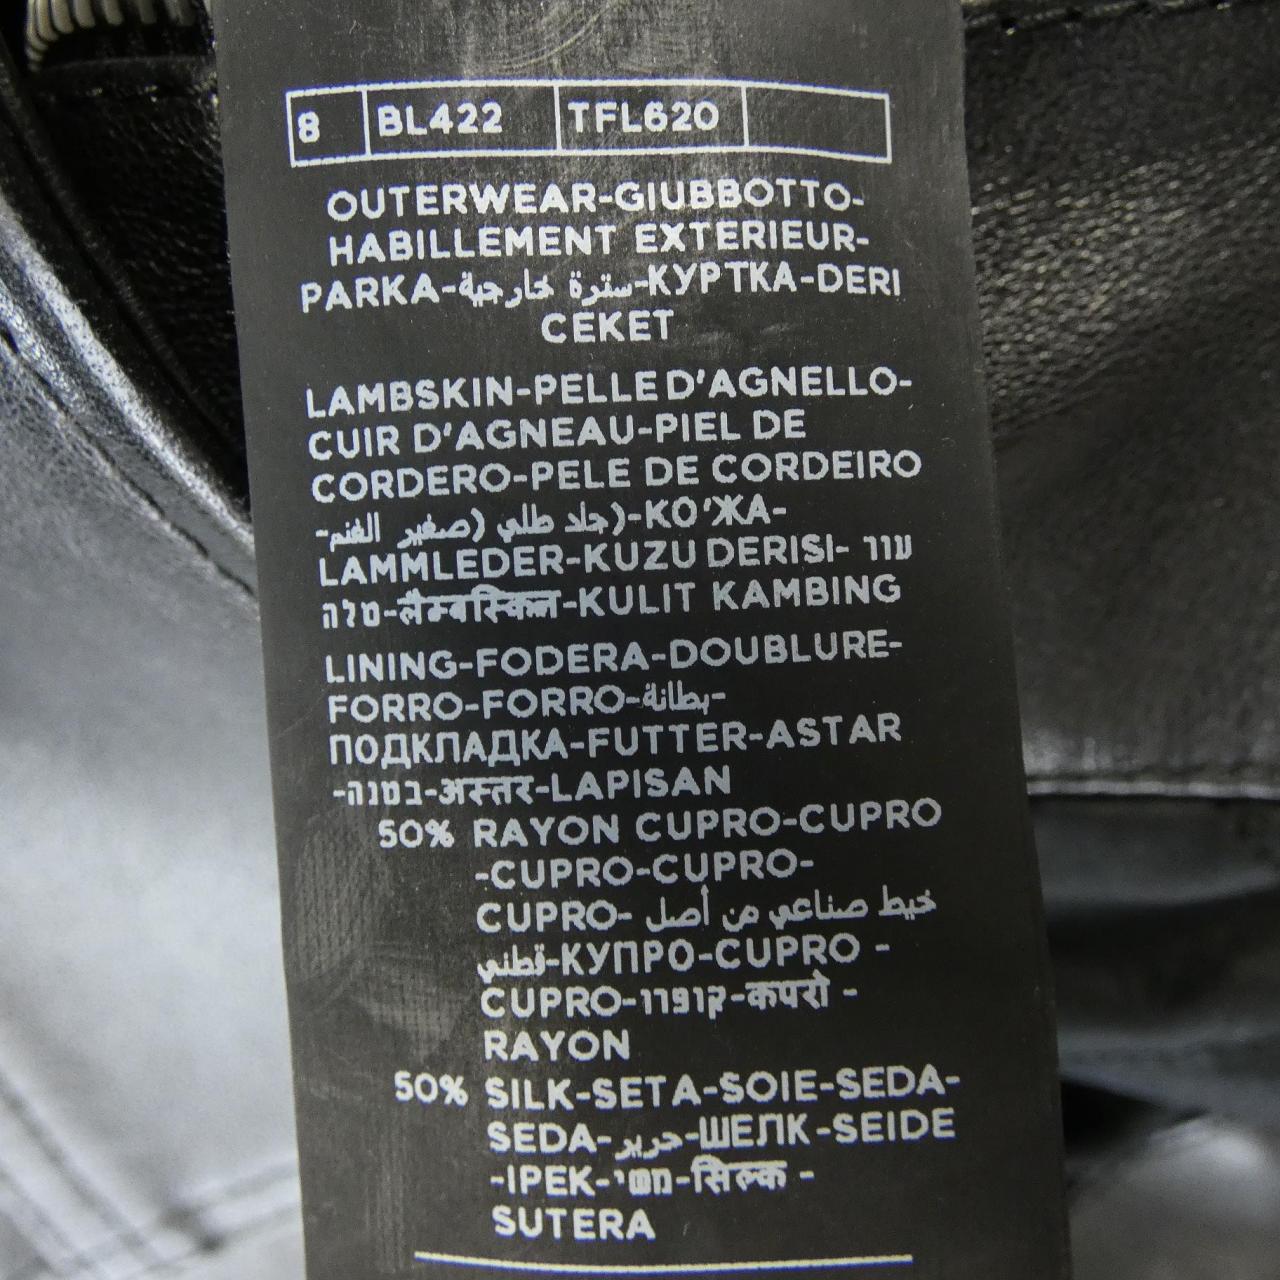 8 BL422 TFL620
OUTERWEAR-GIUBBOTTO-
HABILLEMENT EXTERIEUR-
PARKA-سترة خارجية-КУРТКА-DERI
CEKET
LAMBSKIN-PELLE D'AGNELLO-
CUIR D'AGNEAU-PIEL DE
CORDERO-PELE DE CORDEIRO
-جلد طلي (صغير الغنم)-КО'ЖА-
LAMMLEDER-KUZU DERISI- עור
טלה-लैम्बस्किन-KULIT KAMBING
LINING-FODERA-DOUBLURE-
FORRO-FORRO-بطانة-
ПОДКЛАДКА-FUTTER-ASTAR
-בטנה-अस्तर-LAPISAN
50% RAYON CUPRO-CUPRO
-CUPRO-CUPRO-
CUPRO- خيط صناعي من أصل
قطني-КУПРО-CUPRO -
CUPRO-קופרו-कपरो -
RAYON
50% SILK-SETA-SOIE-SEDA-
SEDA-حرير-ШЕЛК-SEIDE
-IPEK-משי-सिल्क -
SUTERA